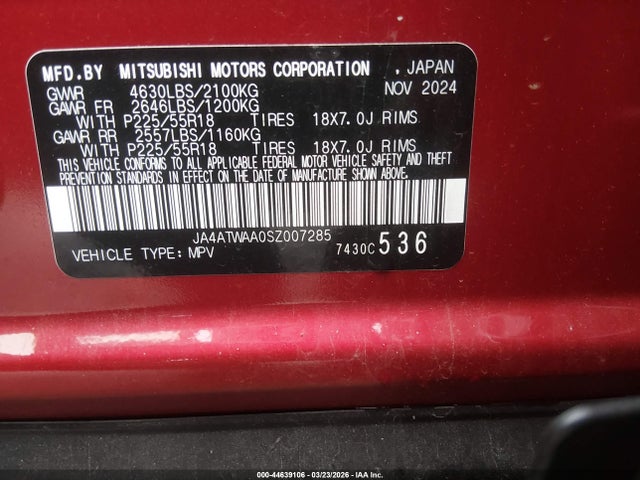 MFD.BY MITSUBISHI MOTORS CORPORATION , JAPAN
GVWR 4630LBS/2100KG NOV 2024
GAWR FR 2646LBS/1200KG
WITH P225/55R18 TIRES 18X7.0J RIMS
GAWR RR 2557LBS/1160KG
WITH P225/55R18 TIRES 18X7.0J RIMS
THIS VEHICLE CONFORMS TO ALL APPLICABLE FEDERAL MOTOR VEHICLE SAFETY AND THEFT
PREVENTION STANDARDS IN EFFECT ON THE DATE OF MANUFACTURE SHOWN ABOVE.
JA4ATWAA0SZ007285
VEHICLE TYPE: MPV 7430C 536
000-44639106 - 03/23/2026 - IAA Inc.